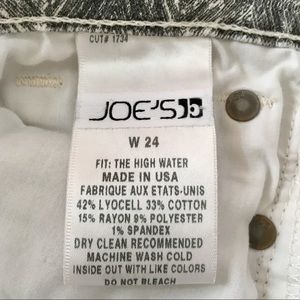 CUT# 1734
JOE'S
W 24
FIT: THE HIGH WATER
MADE IN USA
FABRIQUE AUX ETATS-UNIS
42% LYOCELL 33% COTTON
15% RAYON 9% POLYESTER
1% SPANDEX
DRY CLEAN RECOMMENDED
MACHINE WASH COLD
INSIDE OUT WITH LIKE COLORS
DO NOT BLEACH